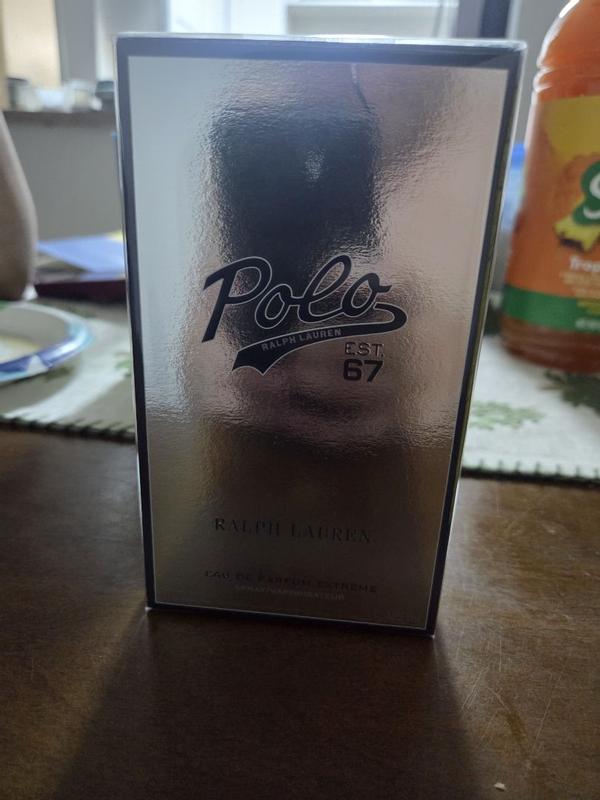 Polo
RALPH LAUREN
EST.
67
RALPH LAUREN
EAU DE PARFUM EXTREME
SPRAY/VAPORISATEUR